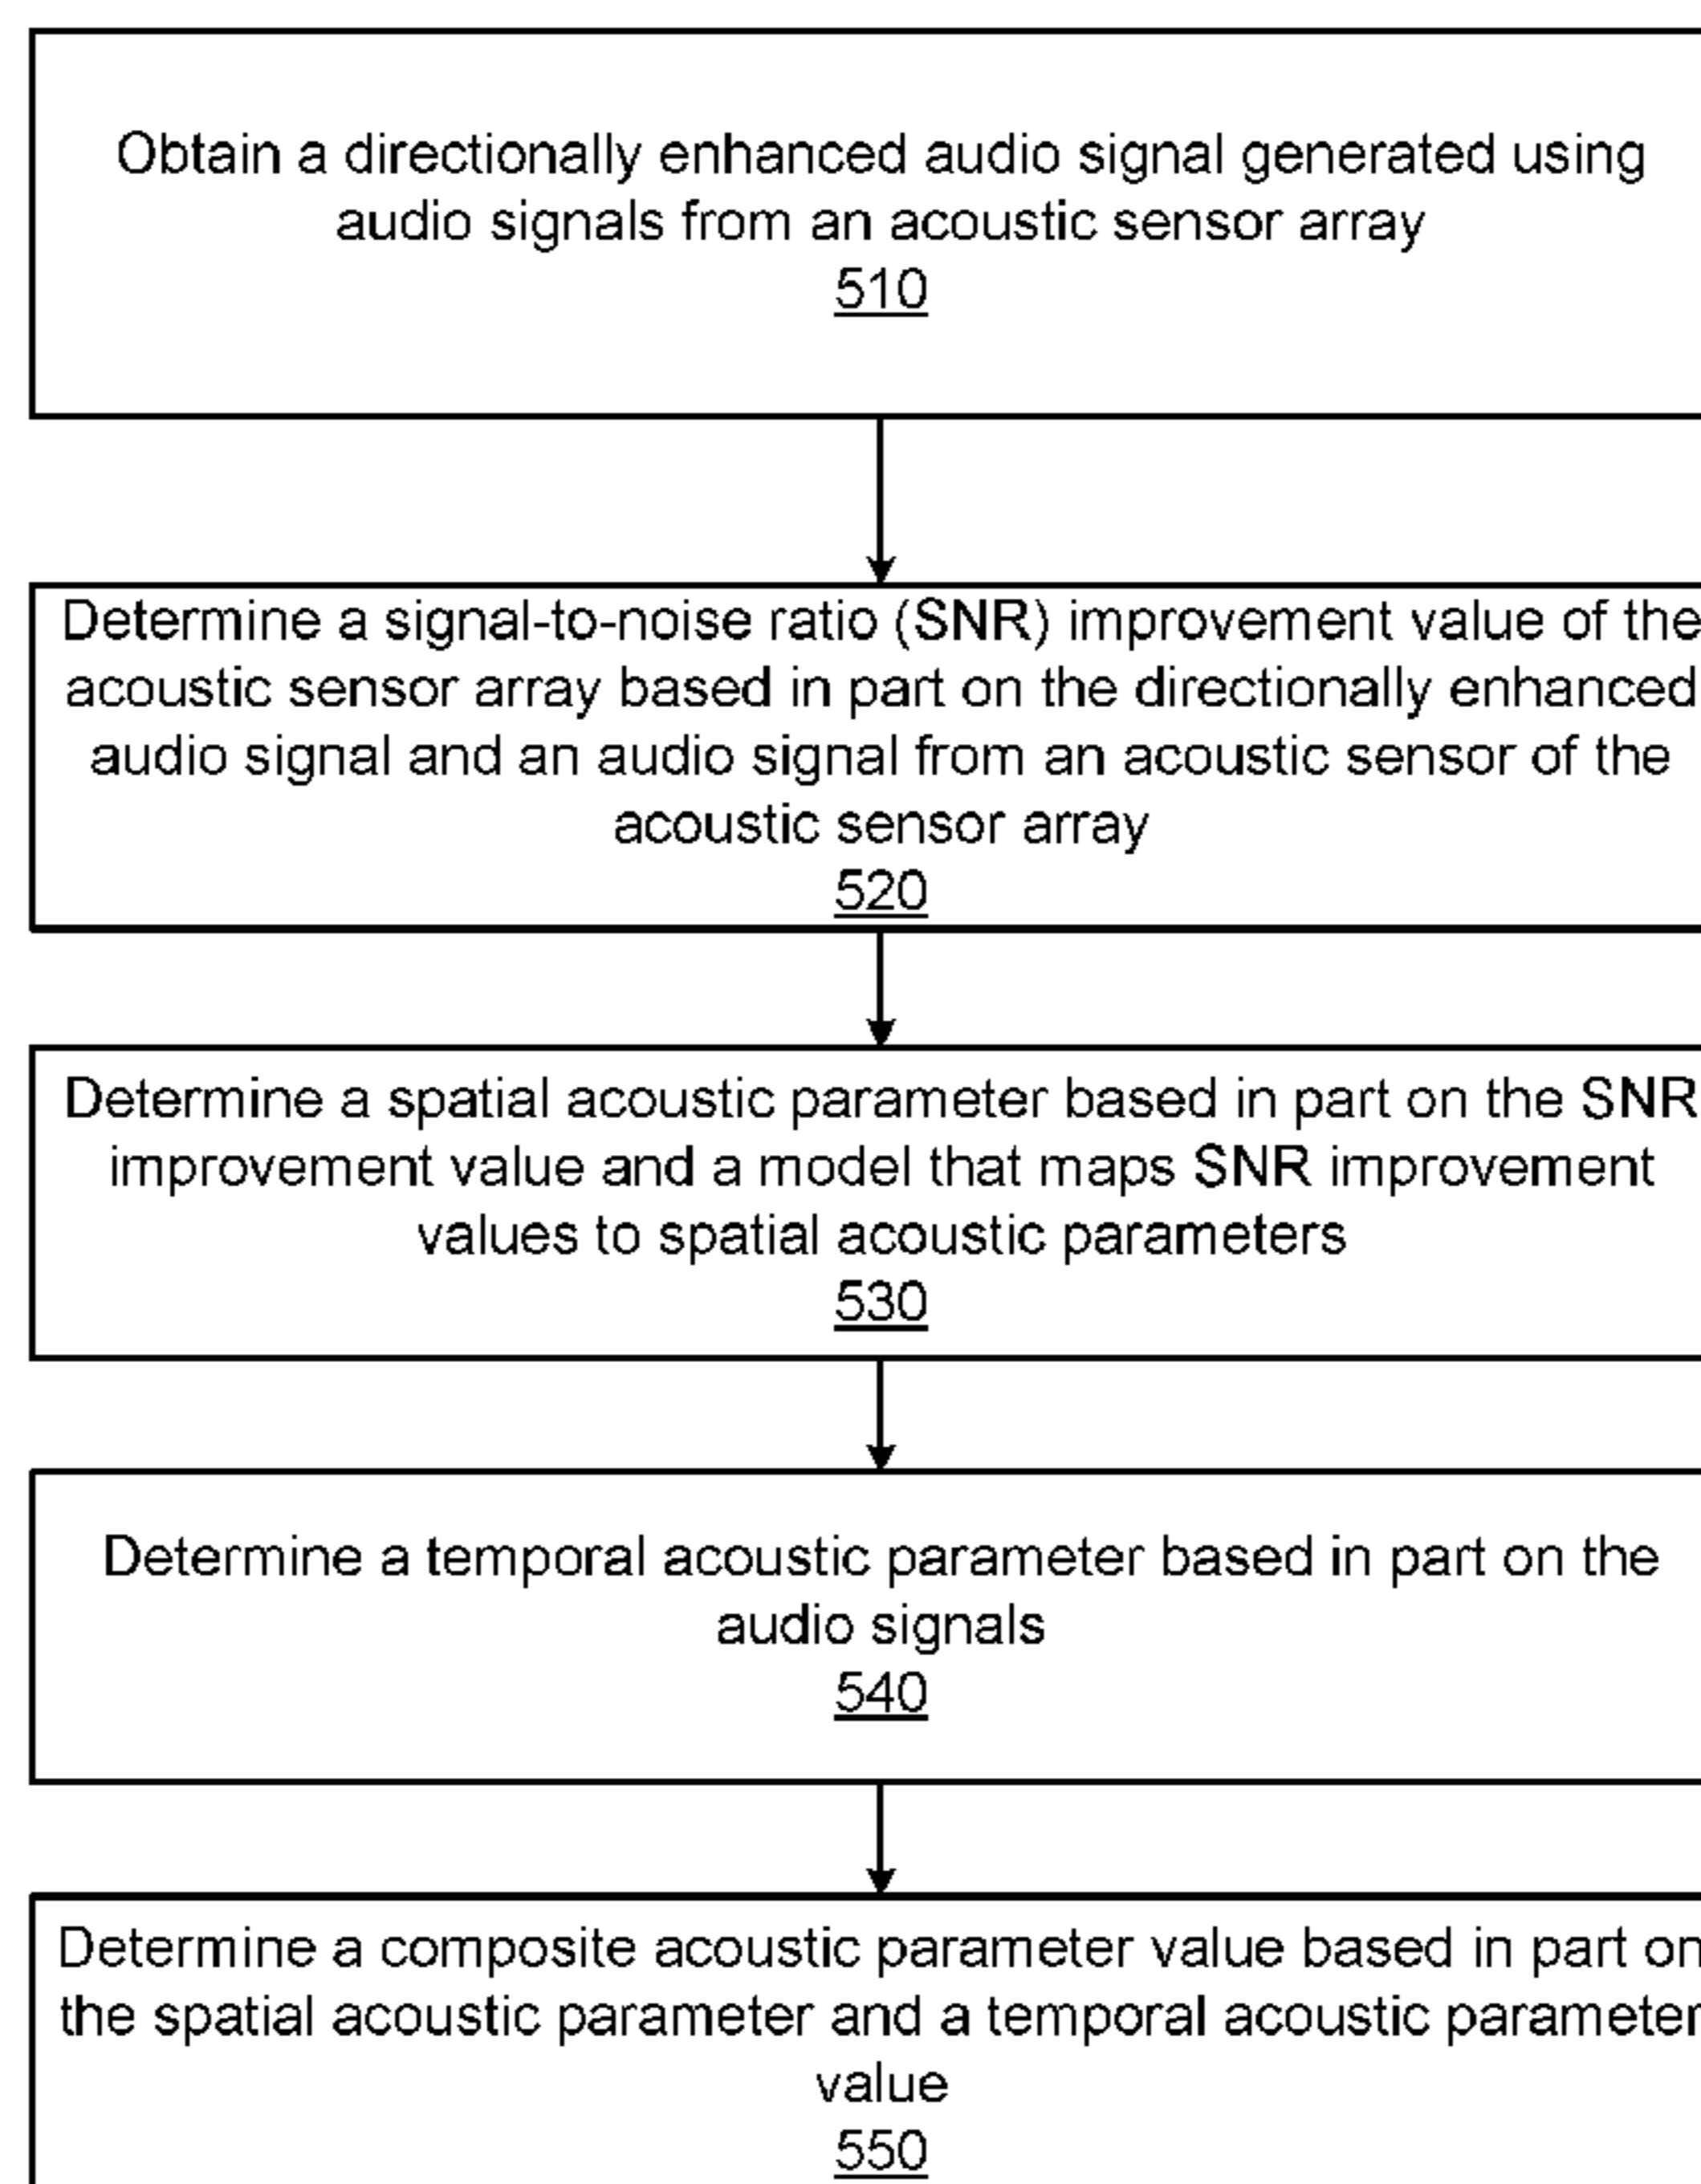 Obtain a directionally enhanced audio signal generated using
audio signals from an acoustic sensor array
510
Determine a signal-to-noise ratio (SNR) improvement value of the
acoustic sensor array based in part on the directionally enhanced
audio signal and an audio signal from an acoustic sensor of the
acoustic sensor array
520
Determine a spatial acoustic parameter based in part on the SNR
improvement value and a model that maps SNR improvement
values to spatial acoustic parameters
530
Determine a temporal acoustic parameter based in part on the
audio signals
540
Determine a composite acoustic parameter value based in part on
the spatial acoustic parameter and a temporal acoustic parameter
value
550